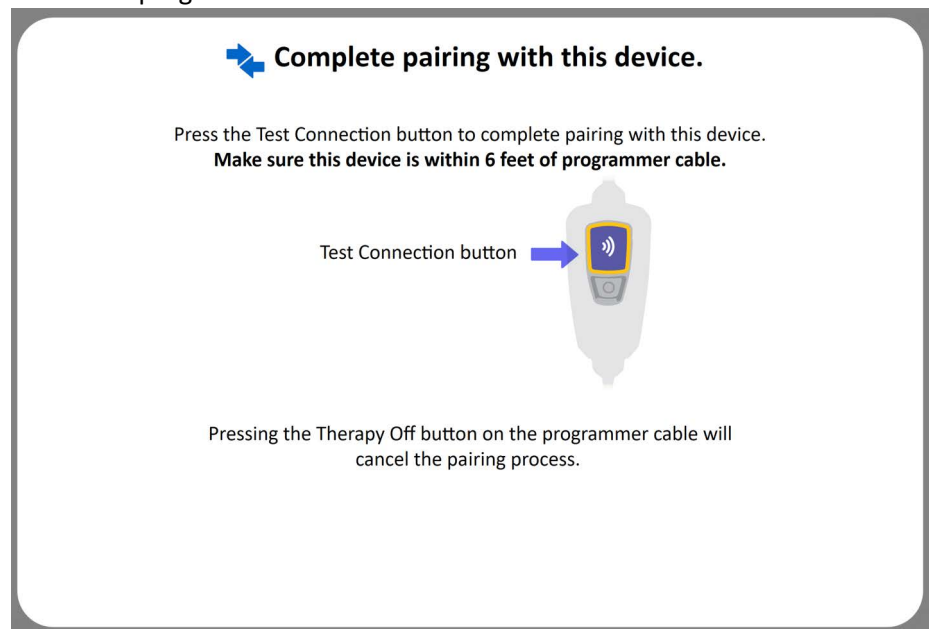 Complete pairing with this device.
Press the Test Connection button to complete pairing with this device.
Make sure this device is within 6 feet of programmer cable.
Test Connection button
Pressing the Therapy Off button on the programmer cable will
cancel the pairing process.